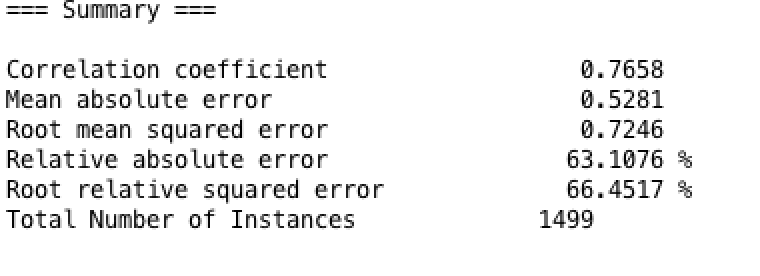 === Summary ===
Correlation coefficient 0.7658
Mean absolute error 0.5281
Root mean squared error 0.7246
Relative absolute error 63.1076 %
Root relative squared error 66.4517 %
Total Number of Instances 1499